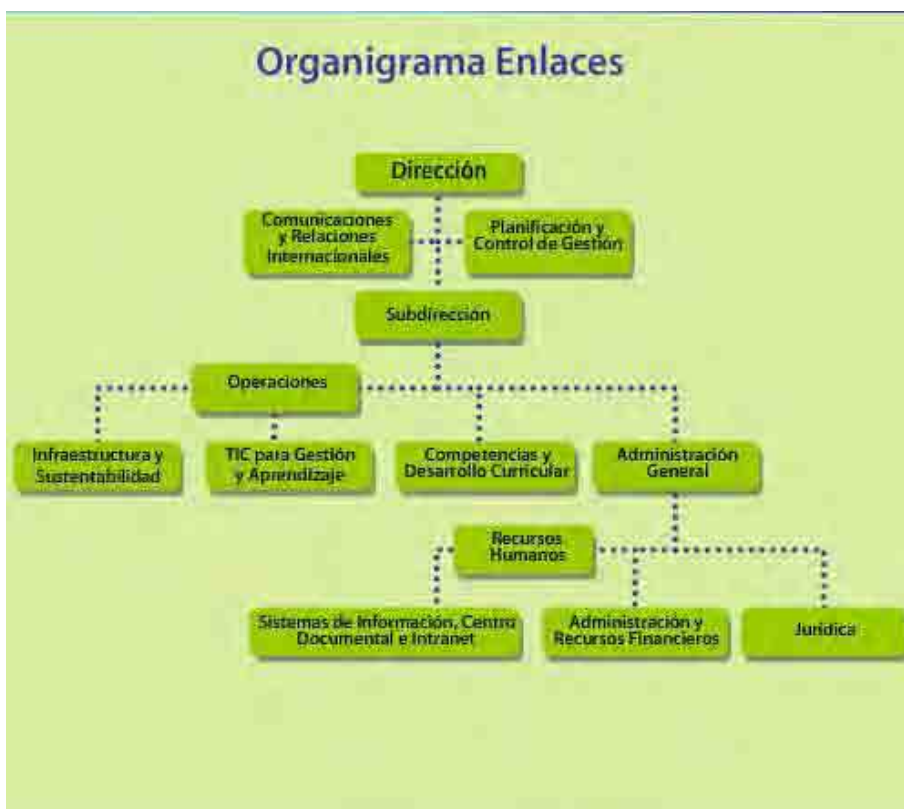 Organigrama Enlaces
Dirección
Comunicaciones
y Relaciones
Internacionales
Planificación y
Control de Gestión
Subdirección
Operaciones
Infraestructura y
Sustentabilidad
TIC para Gestión
y Aprendizaje
Competencias y
Desarrollo Curricular
Administración
General
Recursos
Humanos
Sistemas de Información, Centro
Documental e Intranet
Administración y
Recursos Financieros
Jurídica